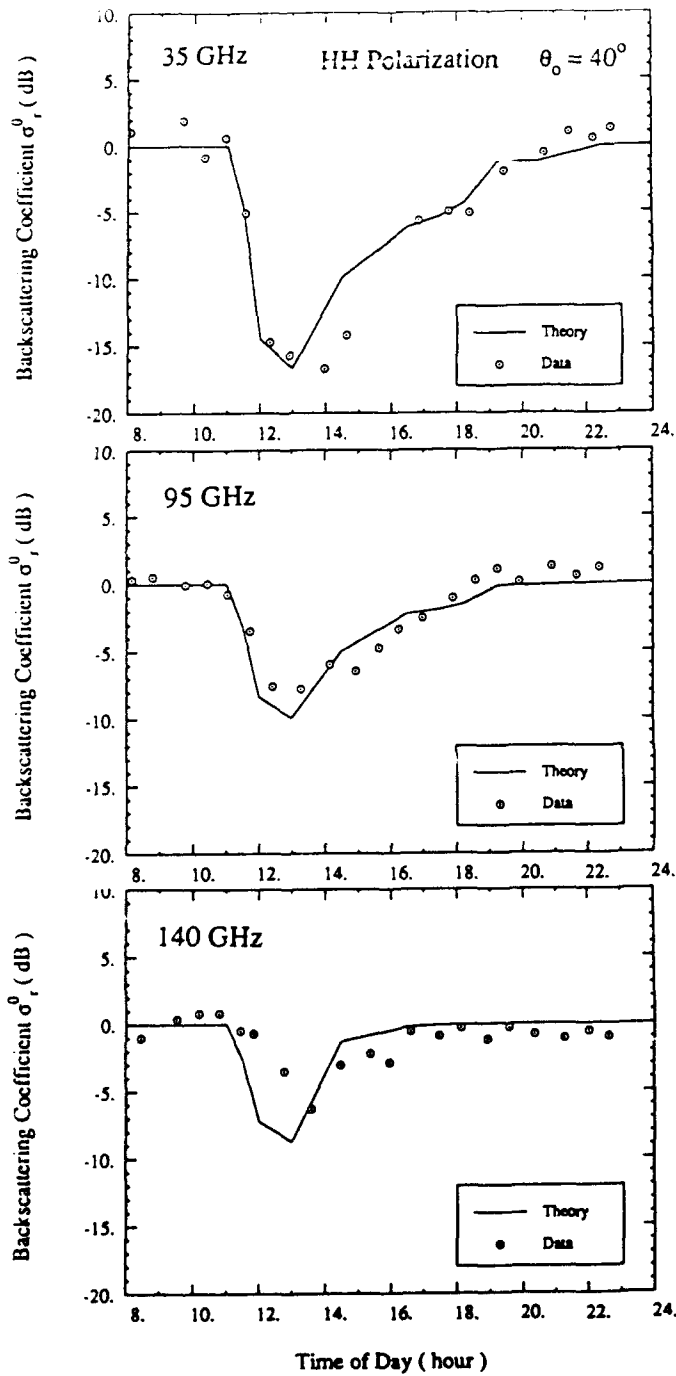 10.
35 GHz HH Polarization θo = 40°
5.
0.
-5.
-10.
-15.
-20.
Backscattering Coefficient σ⁰r ( dB )
Theory
Data
8. 10. 12. 14. 16. 18. 20. 22. 24.
10.
95 GHz
5.
0.
-5.
-10.
-15.
-20.
Backscattering Coefficient σ⁰r ( dB )
Theory
Data
8. 10. 12. 14. 16. 18. 20. 22. 24.
10.
140 GHz
5.
0.
-5.
-10.
-15.
-20.
Backscattering Coefficient σ⁰r ( dB )
Theory
Data
8. 10. 12. 14. 16. 18. 20. 22. 24.
Time of Day ( hour )